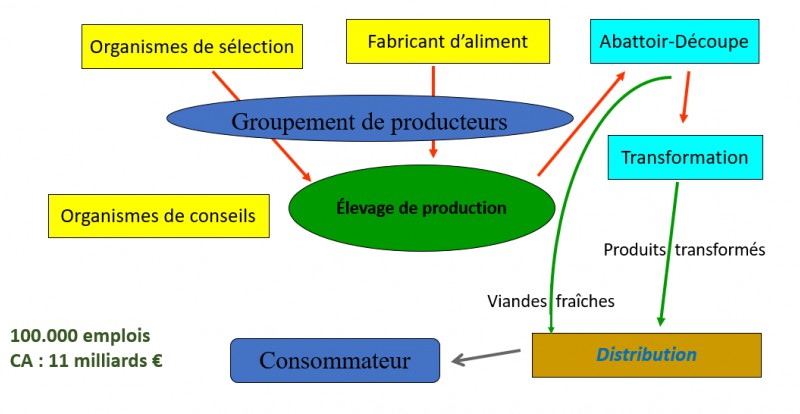 Organismes de sélection
Fabricant d’aliment
Abattoir-Découpe
Groupement de producteurs
Transformation
Élevage de production
Organismes de conseils
Produits transformés
Viandes fraîches
100.000 emplois
CA : 11 milliards €
Consommateur
Distribution